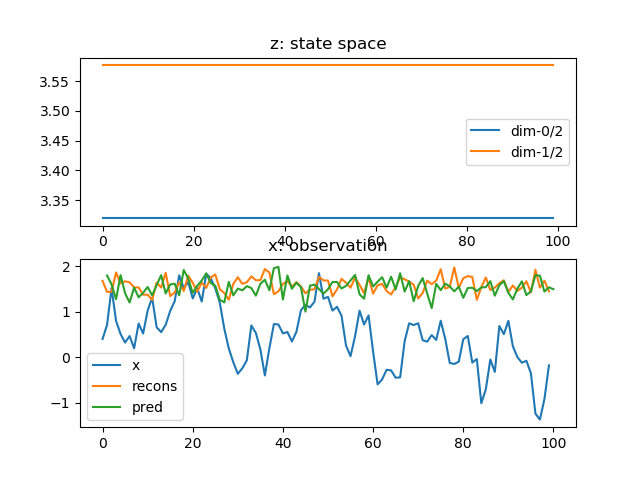 z: state space
3.55
3.50
3.45
3.40
3.35
dim-0/2
dim-1/2
0 20 40 60 80 100
x: observation
2
1
0
−1
x
recons
pred
0 20 40 60 80 100